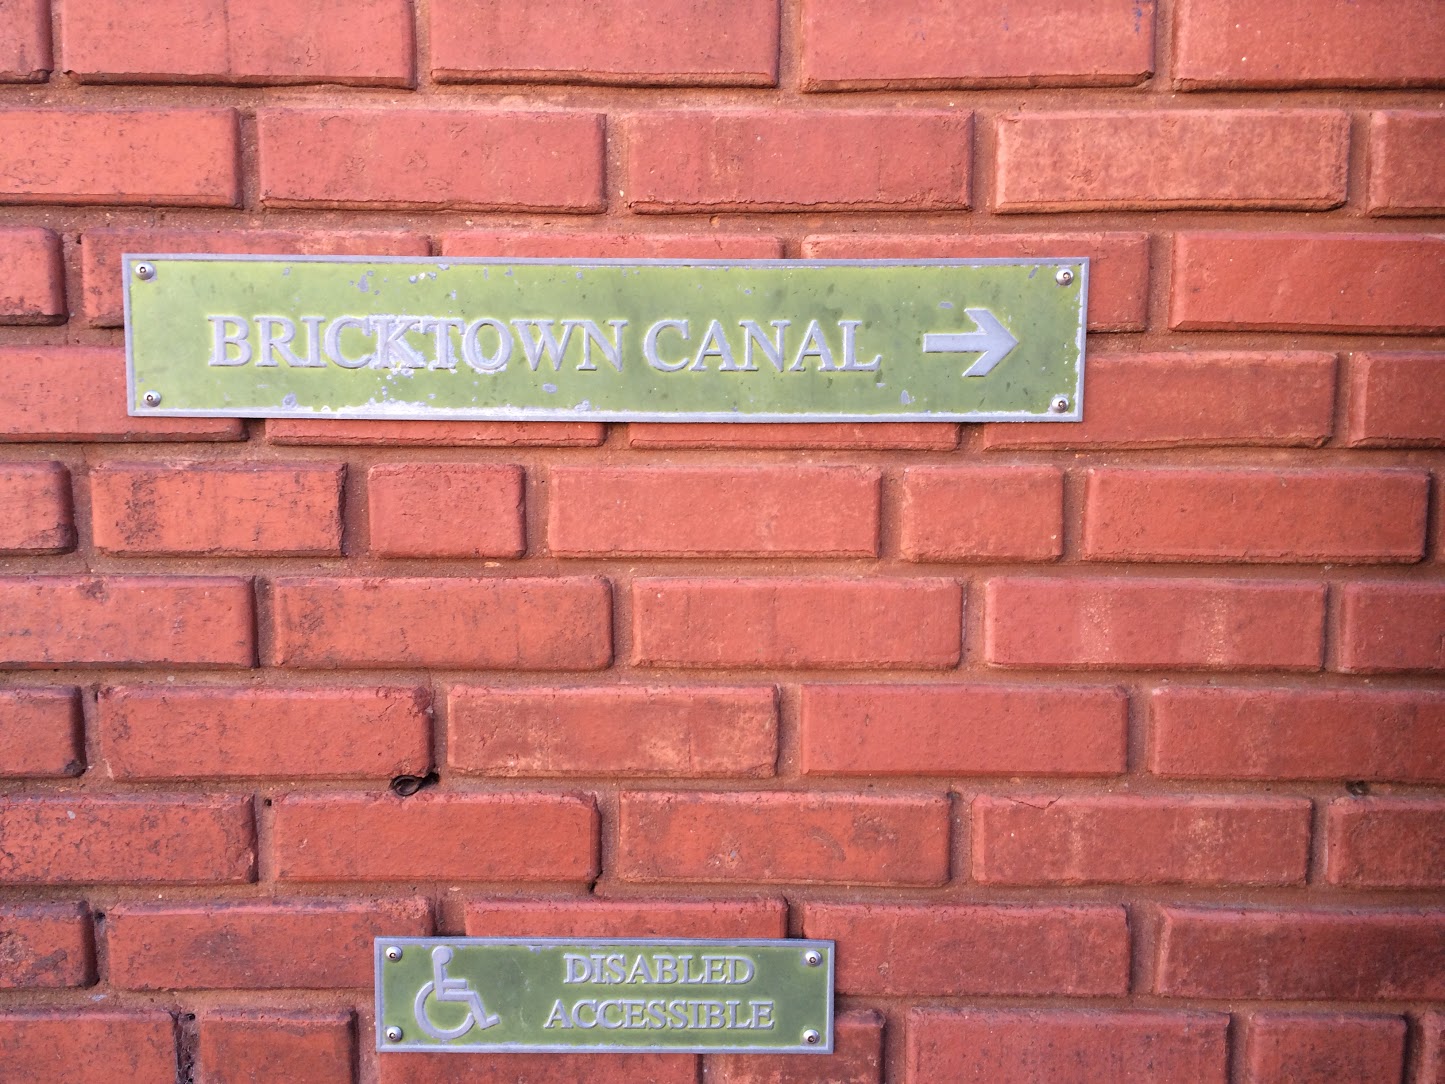 BRICKTOWN CANAL →
DISABLED
ACCESSIBLE